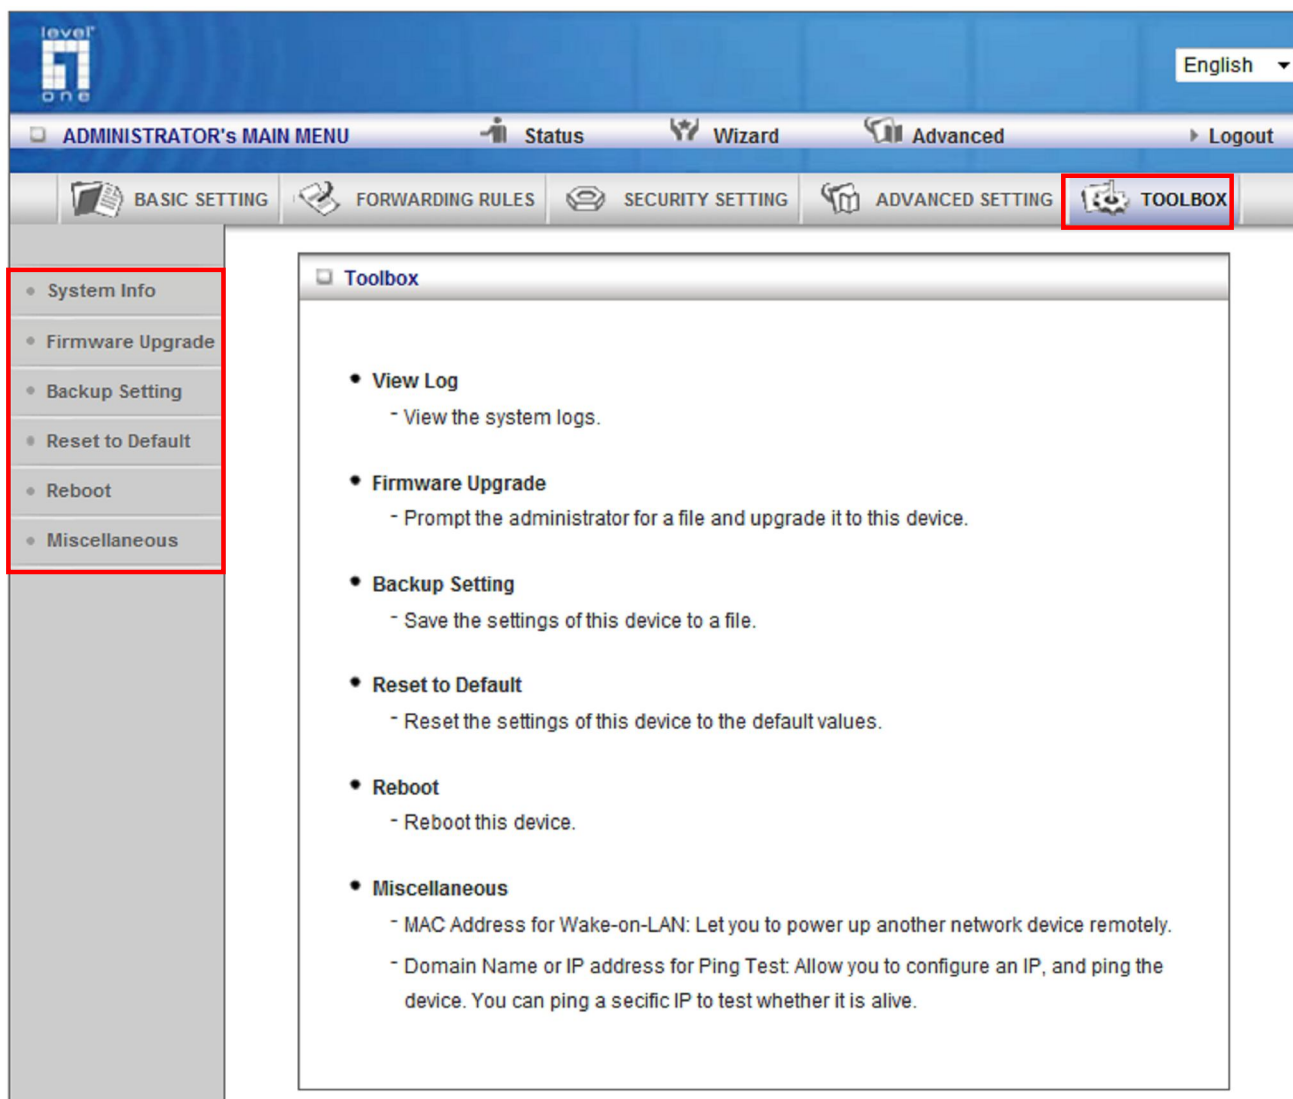 level
one
English
ADMINISTRATOR's MAIN MENU Status Wizard Advanced Logout
BASIC SETTING FORWARDING RULES SECURITY SETTING ADVANCED SETTING TOOLBOX
System Info
Firmware Upgrade
Backup Setting
Reset to Default
Reboot
Miscellaneous
Toolbox
View Log
- View the system logs.
Firmware Upgrade
- Prompt the administrator for a file and upgrade it to this device.
Backup Setting
- Save the settings of this device to a file.
Reset to Default
- Reset the settings of this device to the default values.
Reboot
- Reboot this device.
Miscellaneous
- MAC Address for Wake-on-LAN: Let you to power up another network device remotely.
- Domain Name or IP address for Ping Test: Allow you to configure an IP, and ping the
device. You can ping a secific IP to test whether it is alive.